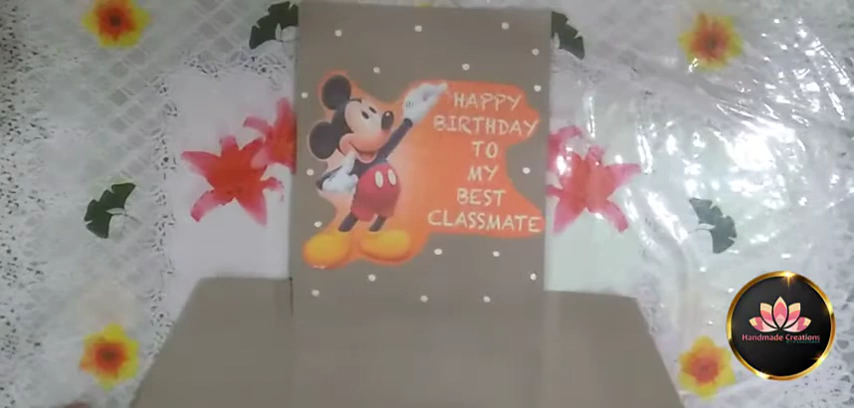 HAPPY
BIRTHDAY
TO
MY
BEST
CLASSMATE
Handmade Creations